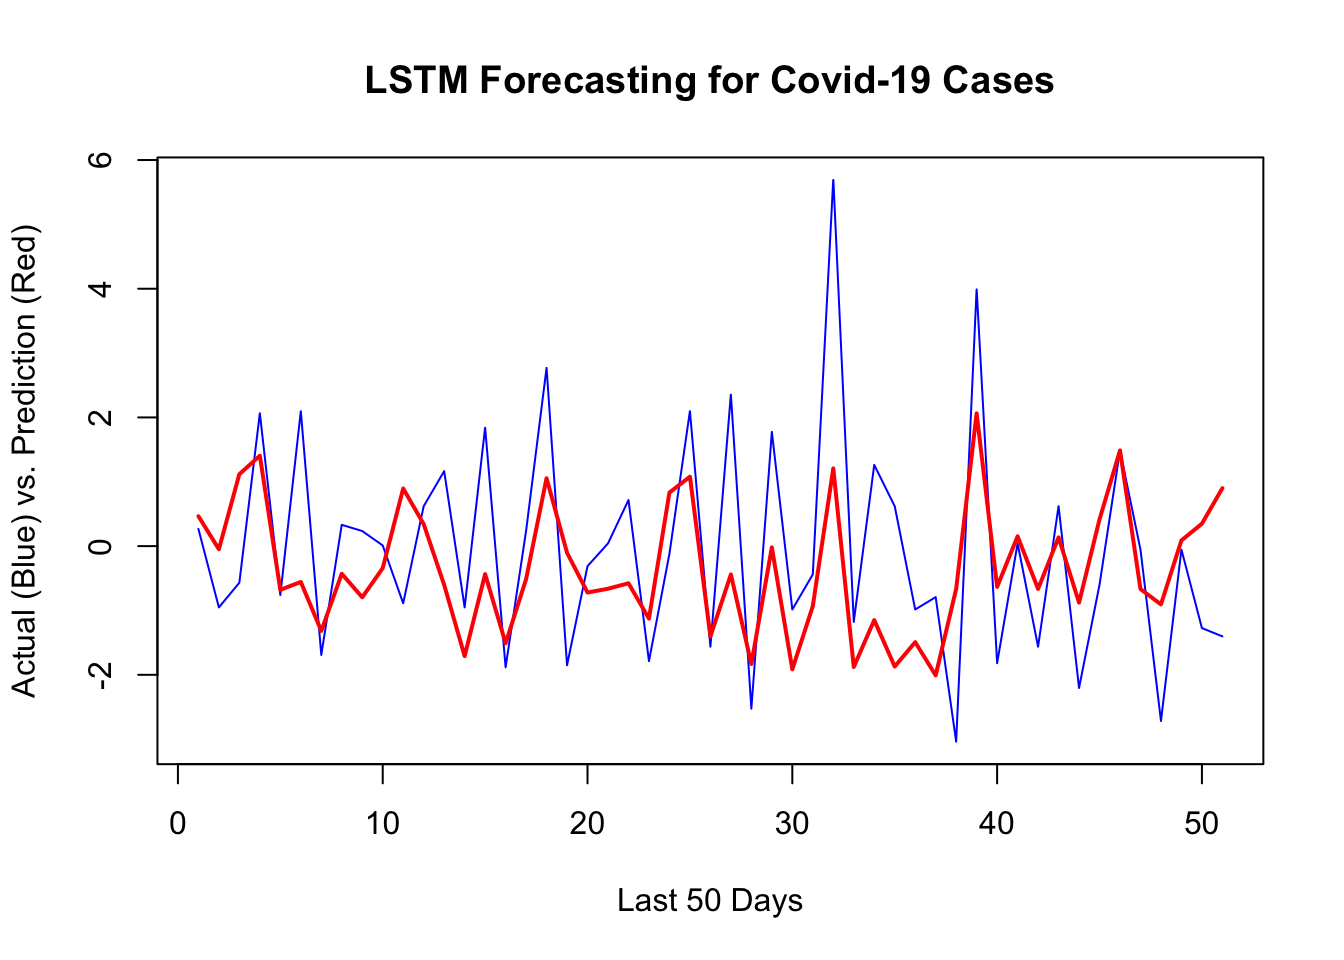 LSTM Forecasting for Covid-19 Cases
Actual (Blue) vs. Prediction (Red)
6
4
2
0
-2
0 10 20 30 40 50
Last 50 Days